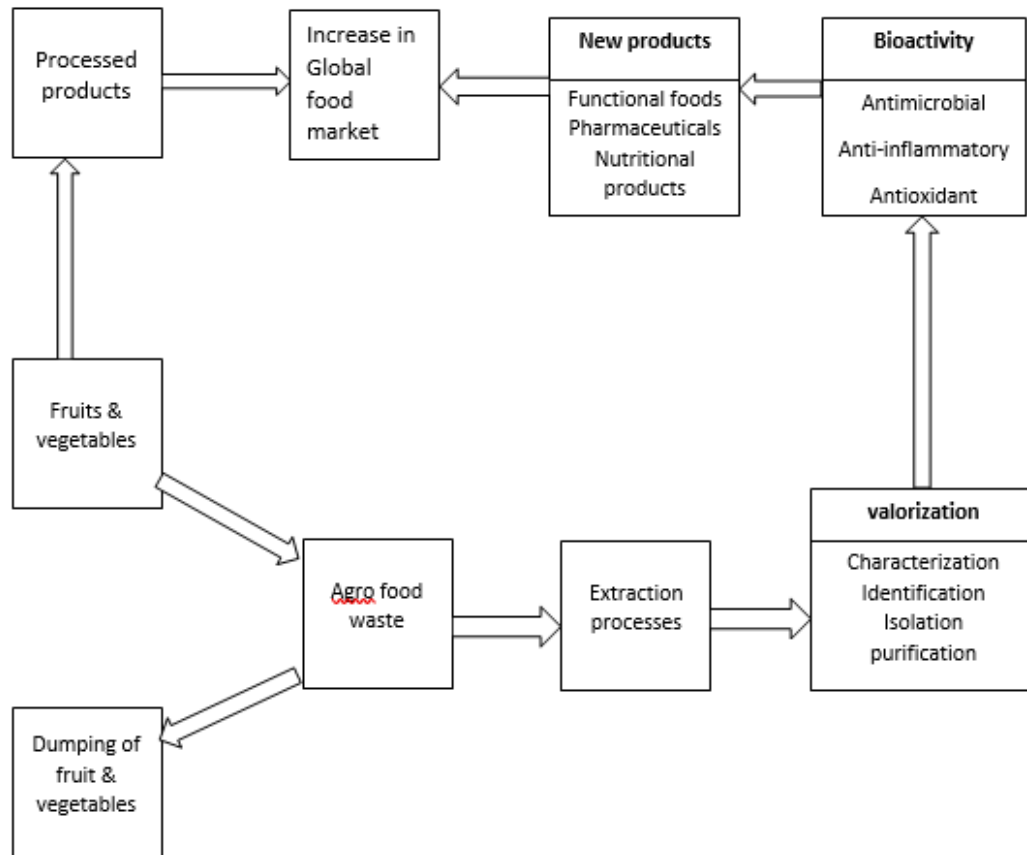 Processed
products
Increase in
Global
food
market
New products
Functional foods
Pharmaceuticals
Nutritional
products
Bioactivity
Antimicrobial
Anti-inflammatory
Antioxidant
Fruits &
vegetables
Agro food
waste
Extraction
processes
valorization
Characterization
Identification
Isolation
purification
Dumping of
fruit &
vegetables